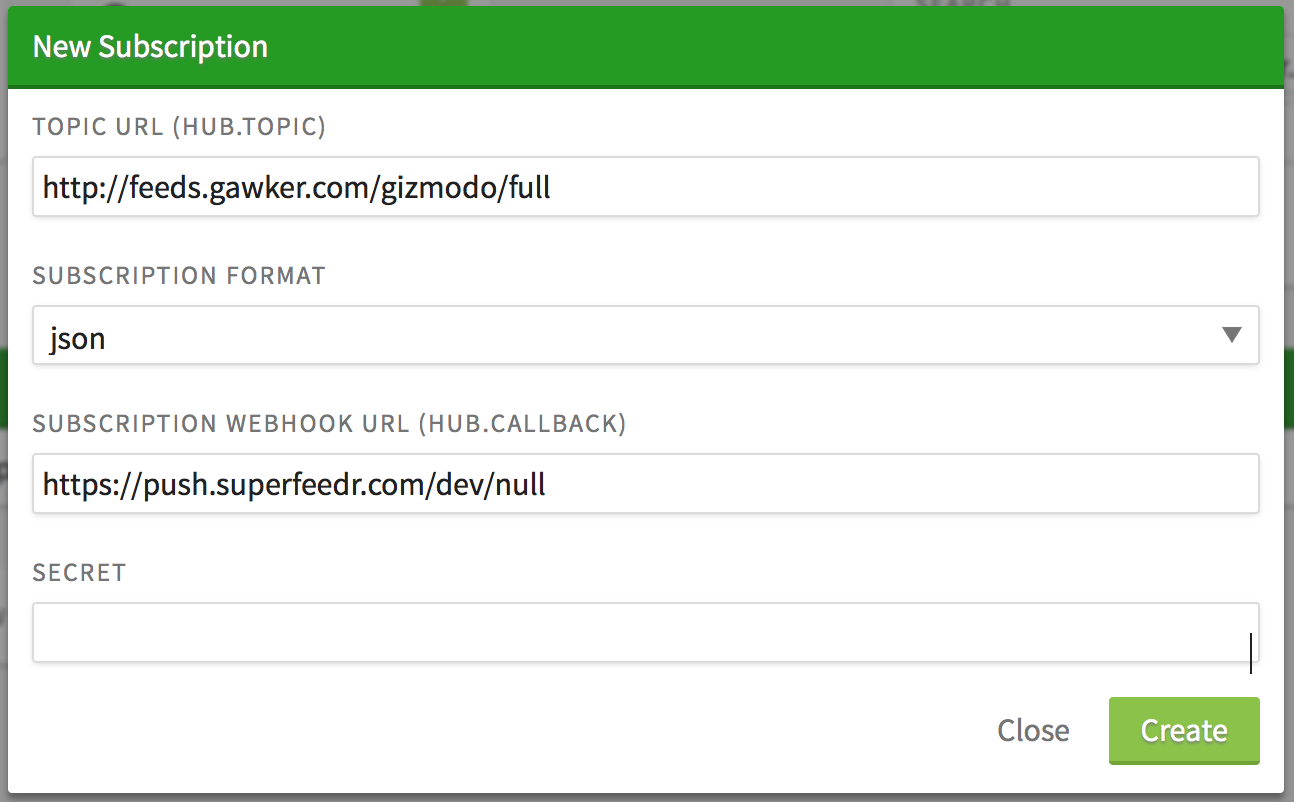 New Subscription
TOPIC URL (HUB.TOPIC)
http://feeds.gawker.com/gizmodo/full
SUBSCRIPTION FORMAT
json
SUBSCRIPTION WEBHOOK URL (HUB.CALLBACK)
https://push.superfeedr.com/dev/null
SECRET
Close
Create